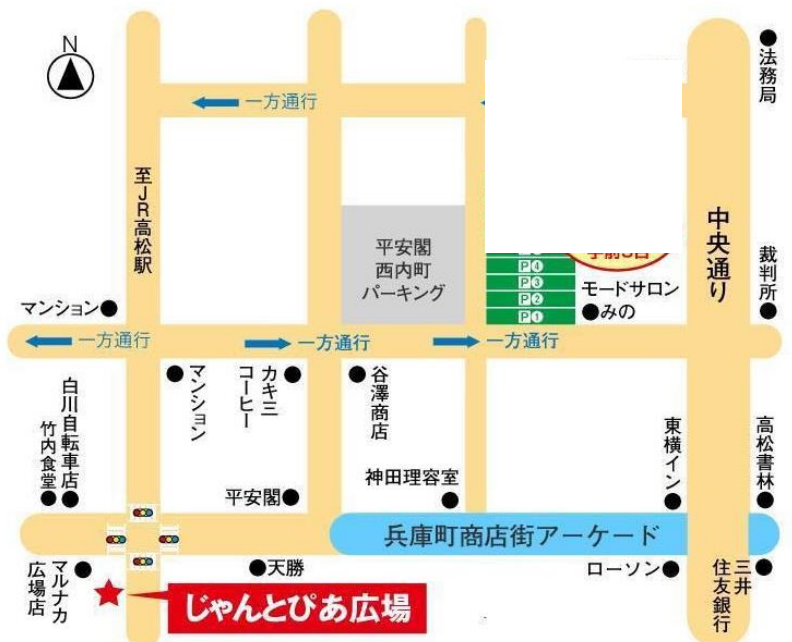 N
法務局
一方通行
至JR高松駅
中央通り
平安閣
西内町
パーキング
P4
P3
P2
P1
モードサロン
みの
裁判所
マンション
一方通行
一方通行
一方通行
マンション
カキ三
コーヒー
谷澤商店
白川自転車店
竹内食堂
東横イン
高松書林
神田理容室
平安閣
兵庫町商店街アーケード
マルナカ
広場店
天勝
ローソン
三井
住友銀行
じゃんとぴあ広場